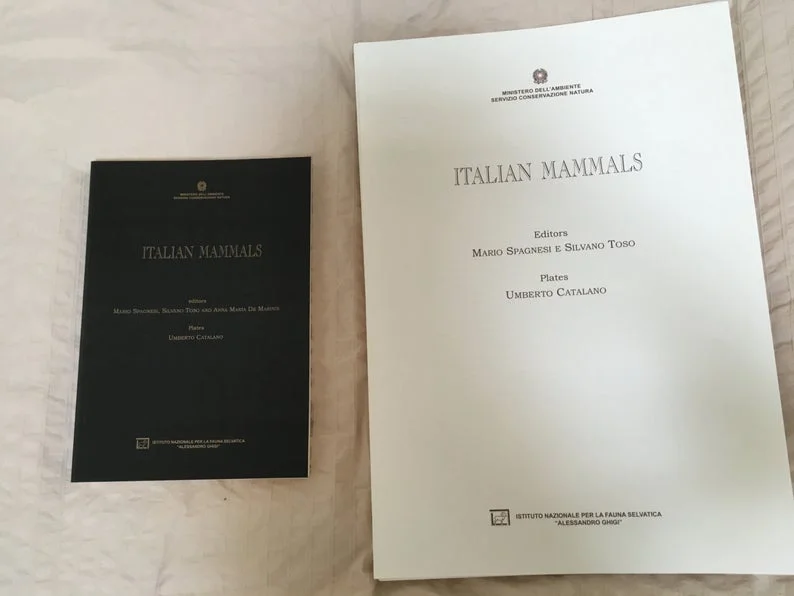 MINISTERO DELL'AMBIENTE
SERVIZIO CONSERVAZIONE NATURA
ITALIAN MAMMALS
editors
MARIO SPAGNESI, SILVANO TOSO AND ANNA MARIA DE MARINIS
Plates
UMBERTO CATALANO
ISTITUTO NAZIONALE PER LA FAUNA SELVATICA
"ALESSANDRO GHIGI"
MINISTERO DELL'AMBIENTE
SERVIZIO CONSERVAZIONE NATURA
ITALIAN MAMMALS
Editors
MARIO SPAGNESI E SILVANO TOSO
Plates
UMBERTO CATALANO
ISTITUTO NAZIONALE PER LA FAUNA SELVATICA
"ALESSANDRO GHIGI"